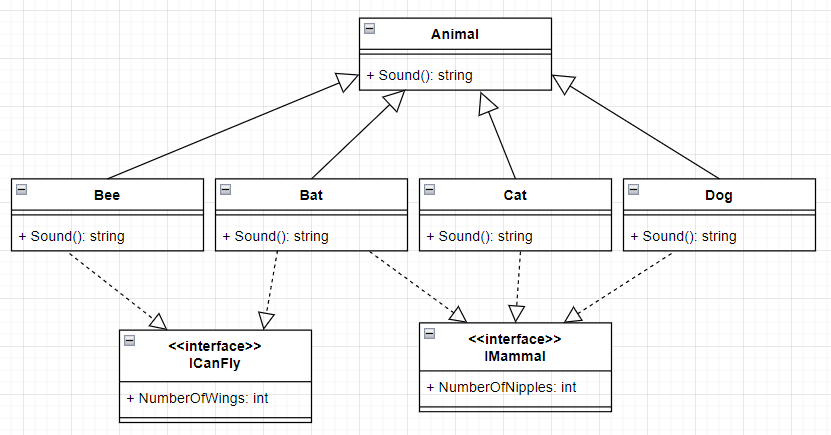 Animal
+ Sound(): string
Bee
+ Sound(): string
Bat
+ Sound(): string
Cat
+ Sound(): string
Dog
+ Sound(): string
<<interface>>
ICanFly
+ NumberOfWings: int
<<interface>>
IMammal
+ NumberOfNipples: int